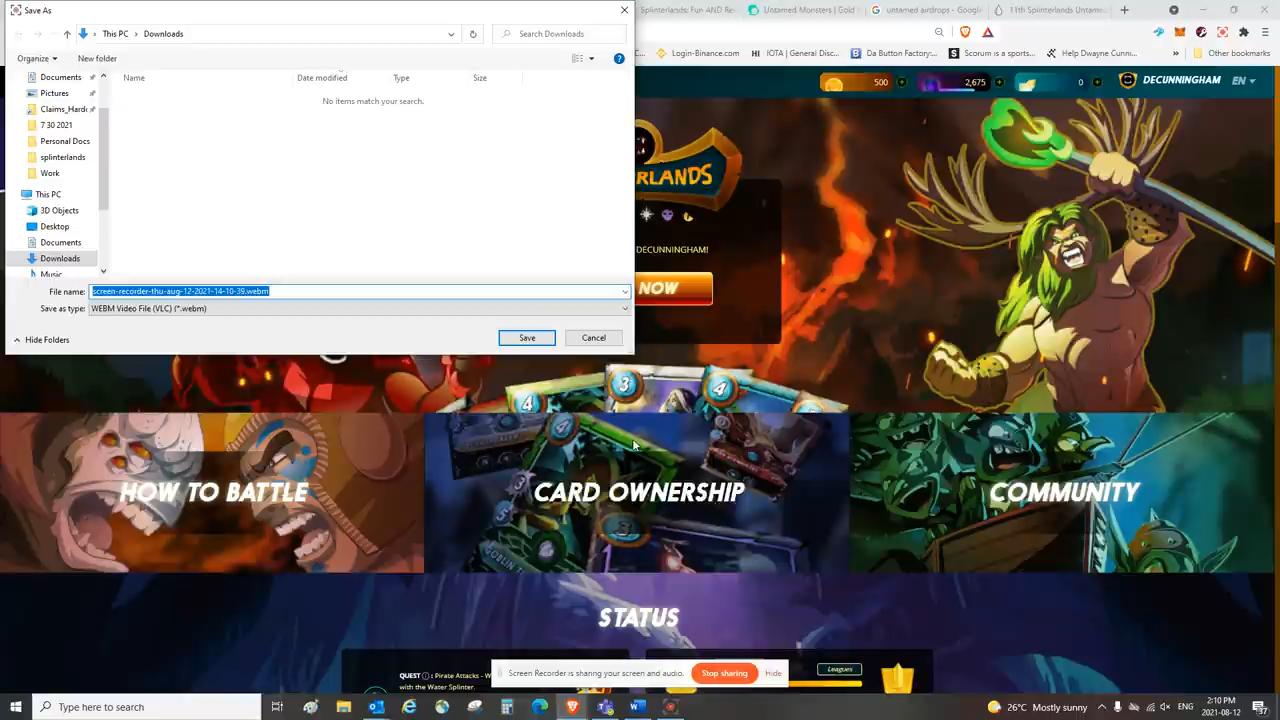 Save As
Splinterlands: Fun AND Re
Untamed Monsters | Gold
untamed airdrops - Google
11th Splinterlands Untam
This PC > Downloads
Search Downloads
Login-Binance.com
IOTA | General Disc...
Da Button Factory:...
Scorum is a sports...
Help Dwayne Cunni...
Other bookmarks
Organize
New folder
500
2,675
0
DECUNNINGHAM
EN
Documents
Pictures
Claims_Hard
7 30 2021
Personal Docs
splinterlands
Work
This PC
3D Objects
Desktop
Documents
Downloads
Music
Name
Date modified
Type
Size
No items match your search.
RLANDS
DECUNNINGHAM!
NOW
File name:
screen-recorder-thu-aug-12-2021-14-10-39.webm
Save as type:
WEBM Video File (VLC) (*.webm)
Hide Folders
Save
Cancel
4
3
4
4
3
HOW TO BATTLE
CARD OWNERSHIP
COMMUNITY
STATUS
QUEST : Pirate Attacks - W
with the Water Splinter.
Screen Recorder is sharing your screen and audio.
Stop sharing
Hide
Leagues
Type here to search
26°C Mostly sunny
ENG
2:10 PM
2021-08-12